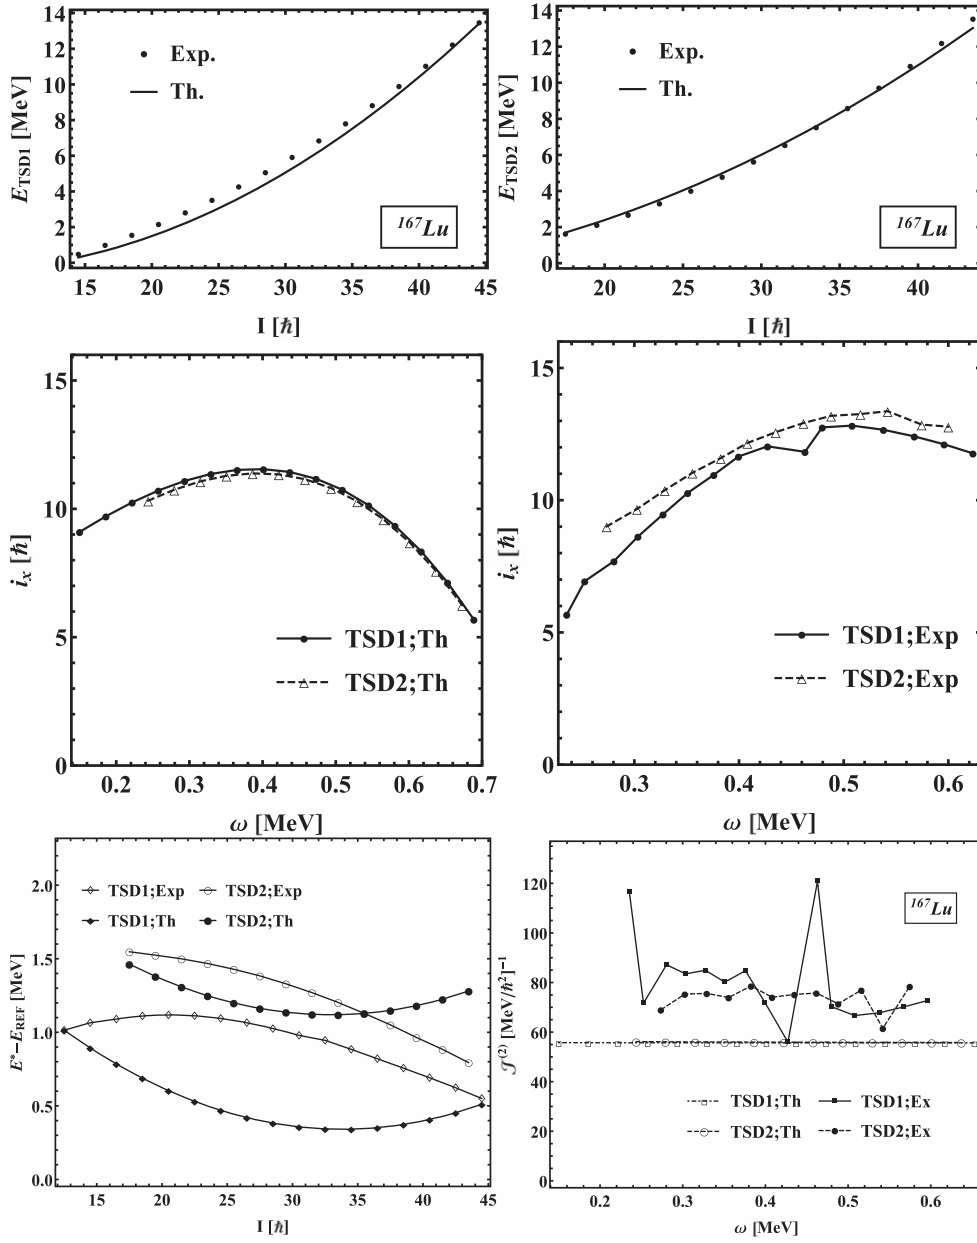 14
12
10
8
6
4
2
0
E_TSD1 [MeV]
Exp.
Th.
¹⁶⁷Lu
15 20 25 30 35 40 45
I [ℏ]
14
12
10
8
6
4
2
0
E_TSD2 [MeV]
Exp.
Th.
¹⁶⁷Lu
20 25 30 35 40
I [ℏ]
15
10
5
0
i_x [ℏ]
TSD1;Th
TSD2;Th
0.2 0.3 0.4 0.5 0.6 0.7
ω [MeV]
15
10
5
0
i_x [ℏ]
TSD1;Exp
TSD2;Exp
0.3 0.4 0.5 0.6
ω [MeV]
2.0
1.5
1.0
0.5
0.0
E*−E_REF [MeV]
TSD1;Exp TSD2;Exp
TSD1;Th TSD2;Th
15 20 25 30 35 40 45
I [ℏ]
120
100
80
60
40
20
0
𝒥⁽²⁾ [MeV/ℏ²]⁻¹
¹⁶⁷Lu
TSD1;Th TSD1;Ex
TSD2;Th TSD2;Ex
0.2 0.3 0.4 0.5 0.6
ω [MeV]